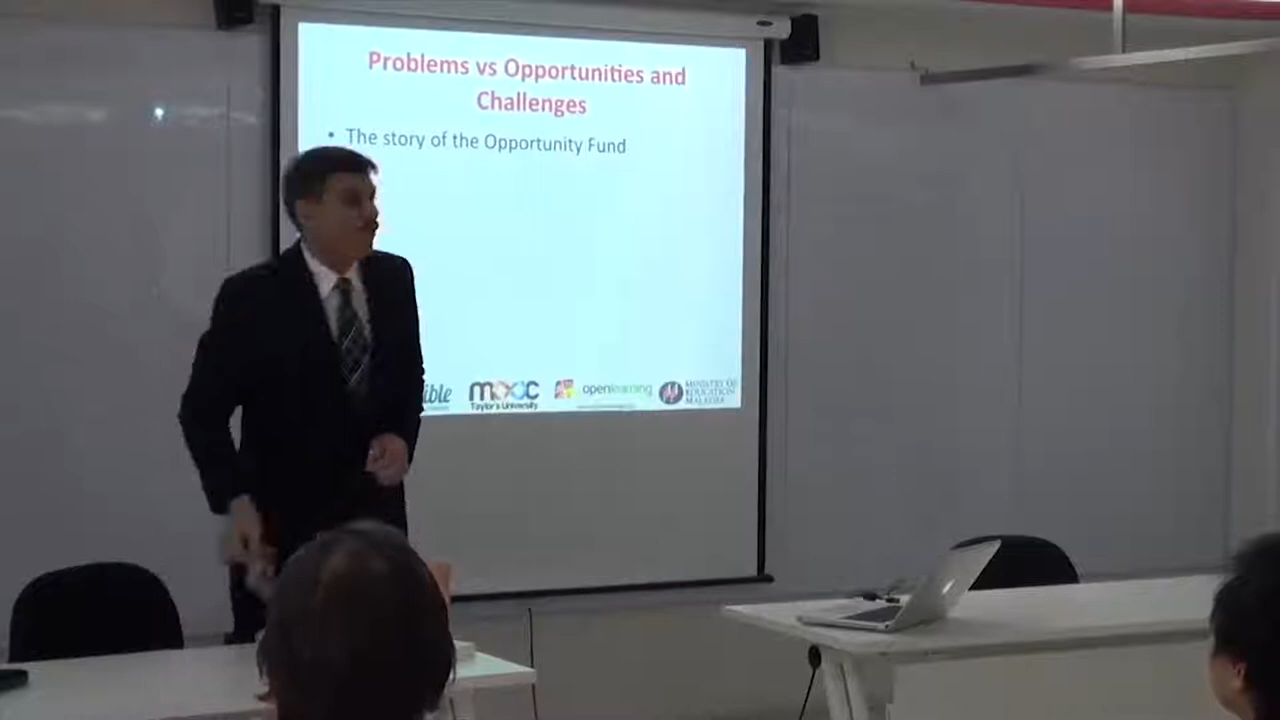 Problems vs Opportunities and
Challenges
• The story of the Opportunity Fund
ible
mooc
Taylor's University
openlearning
MINISTRY OF
EDUCATION
MALAYSIA